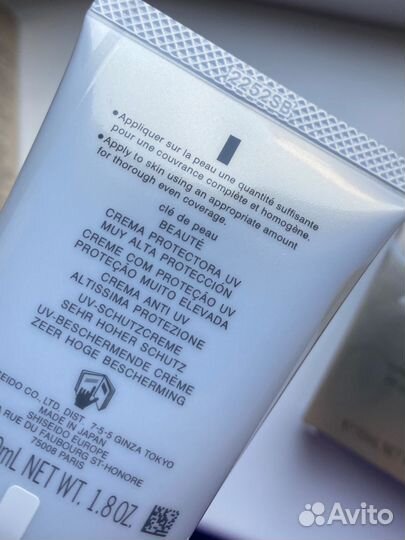 2252SB
• Appliquer sur la peau une quantité suffisante
pour une couvrance complète et homogène.
• Apply to skin using an appropriate amount
for thorough even coverage.
clé de peau
BEAUTÉ
CREMA PROTECTORA UV
MUY ALTA PROTECCIÓN
CREME COM PROTEÇÃO UV
PROTEÇÃO MUITO ELEVADA
CREMA ANTI UV
ALTISSIMA PROTEZIONE
UV-SCHUTZCREME
SEHR HOHER SCHUTZ
UV-BESCHERMENDE CRÈME
ZEER HOGE BESCHERMING
SEIDO CO., LTD. DIST. 7-5-5 GINZA TOKYO
MADE IN JAPAN
SHISEIDO EUROPE
RUE DU FAUBOURG ST-HONORE
75008 PARIS
0mL NET WT. 1.8 OZ.
Avito